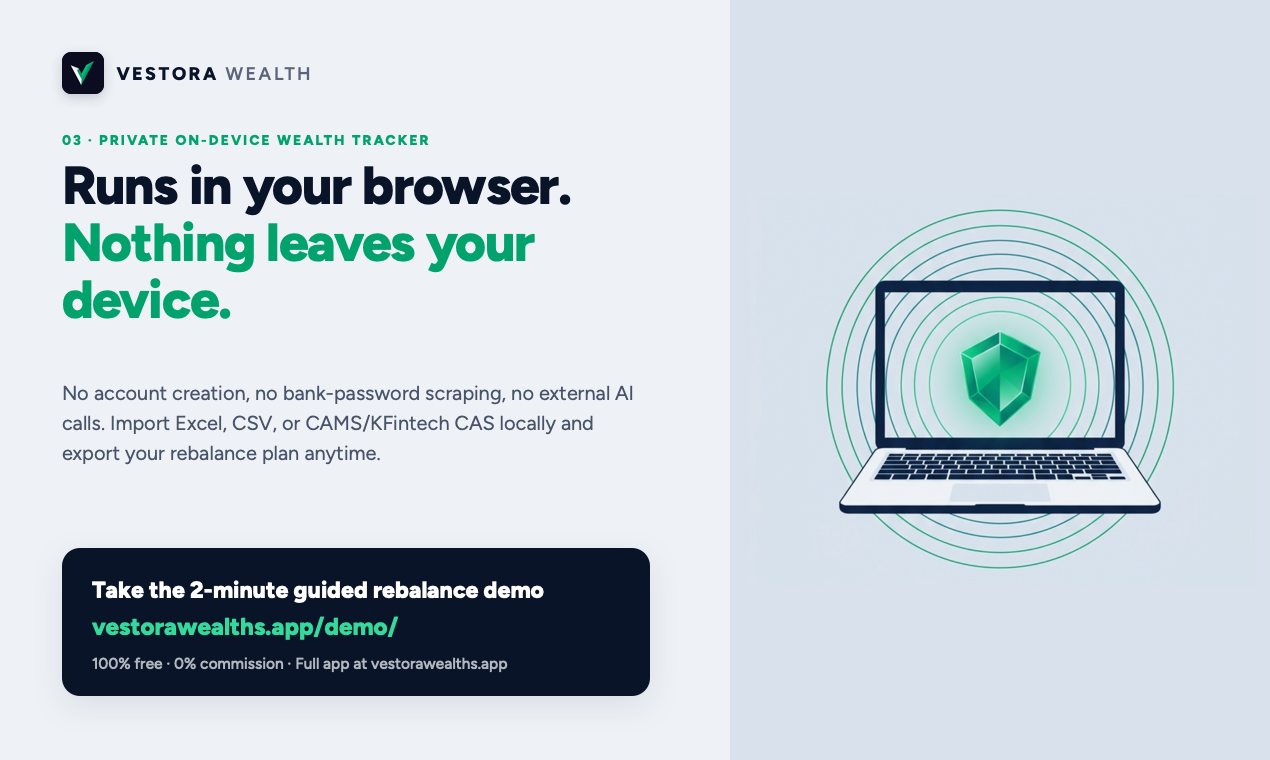 VESTORA WEALTH
03 · PRIVATE ON-DEVICE WEALTH TRACKER
Runs in your browser.
Nothing leaves your
device.
No account creation, no bank-password scraping, no external AI
calls. Import Excel, CSV, or CAMS/KFintech CAS locally and
export your rebalance plan anytime.
Take the 2-minute guided rebalance demo
vestorawealths.app/demo/
100% free · 0% commission · Full app at vestorawealths.app